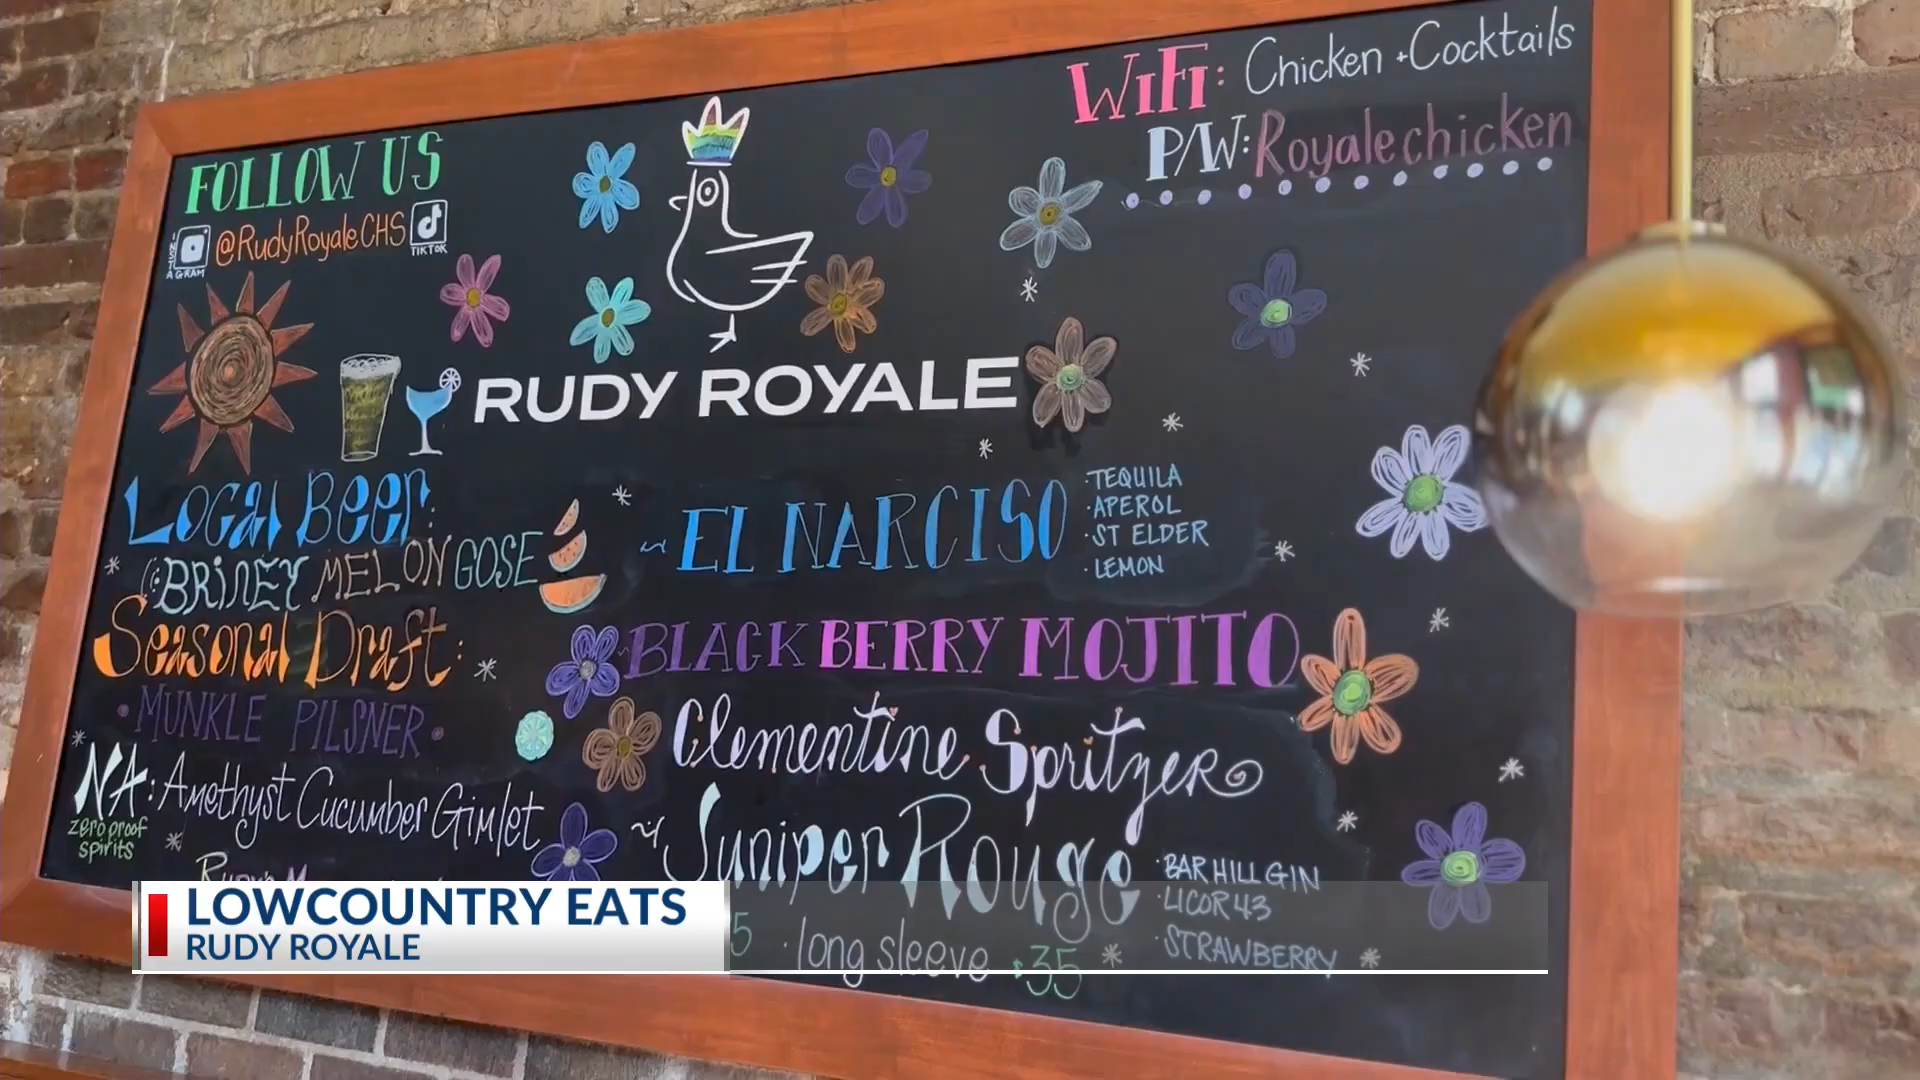 WIFI: Chicken + Cocktails
P/W: Royalechicken
FOLLOW US
INSTAGRAM @RudyRoyaleCHS TIKTOK
RUDY ROYALE
LOCAL BEER:
BRINEY MELON GOSE
SEASONAL DRAFT:
• MUNKLE PILSNER •
NA: Amethyst Cucumber Gimlet
zero proof
spirits
EL NARCISO
· TEQUILA
· APEROL
· ST ELDER
· LEMON
BLACKBERRY MOJITO
Clementine Spritzer
Juniper Rouge
· BAR HILL GIN
· LICOR 43
· STRAWBERRY
5 · long sleeve $35
LOWCOUNTRY EATS
RUDY ROYALE